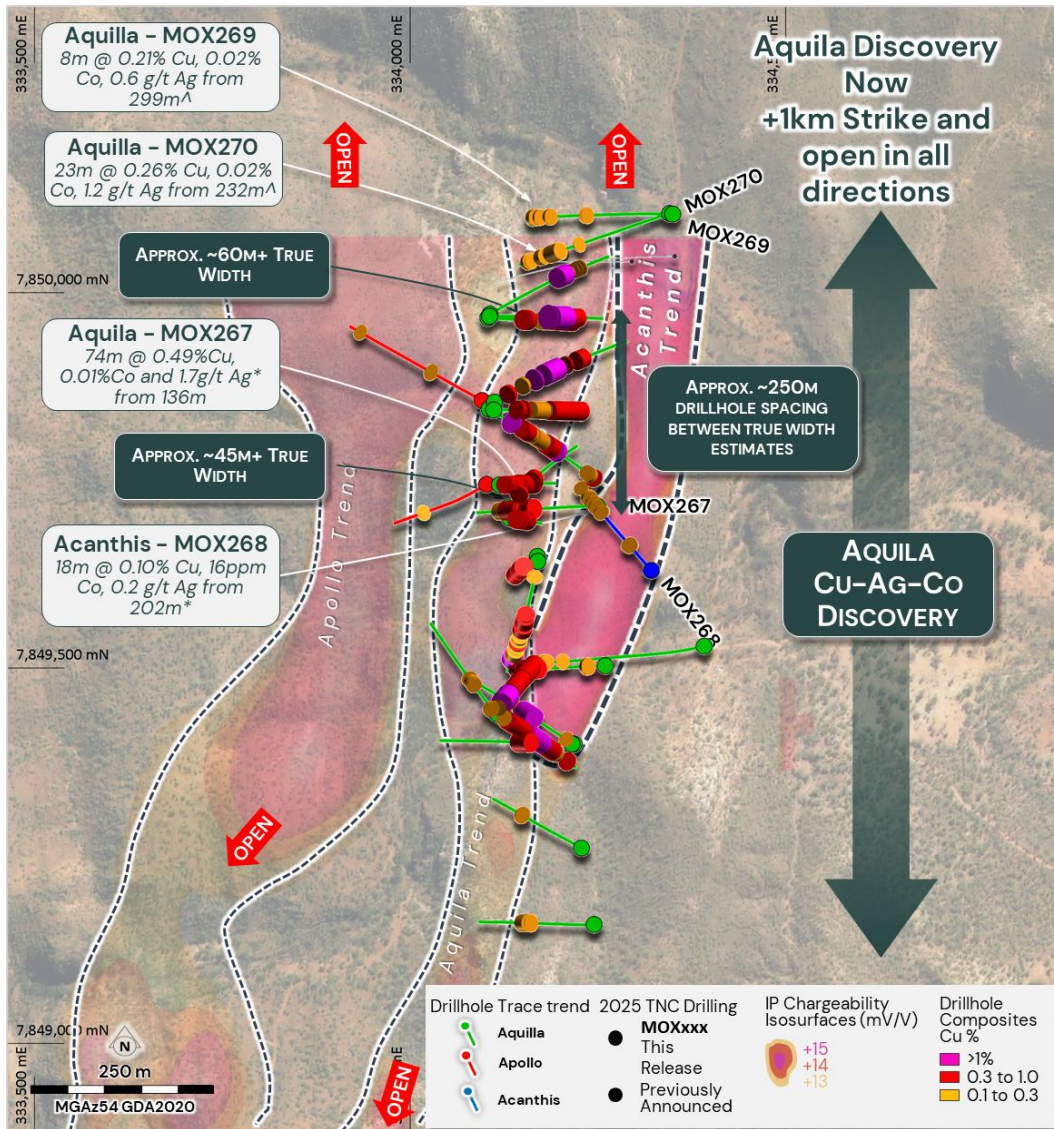 333,500 mE
334,000 mE
Aquilla - MOX269
8m @ 0.21% Cu, 0.02%
Co, 0.6 g/t Ag from
299m^
Aquilla - MOX270
23m @ 0.26% Cu, 0.02%
Co, 1.2 g/t Ag from 232m^
Aquila Discovery
Now
+1km Strike and
open in all
directions
OPEN
OPEN
MOX270
MOX269
Approx. ~60m+ True
Width
7,850,000 mN
Acanthis
Trend
Aquila - MOX267
74m @ 0.49%Cu,
0.01%Co and 1.7g/t Ag*
from 136m
Approx. ~250m
drillhole spacing
between true width
estimates
Approx. ~45m+ True
Width
Apollo Trend
MOX267
Acanthis - MOX268
18m @ 0.10% Cu, 16ppm
Co, 0.2 g/t Ag from
202m*
Aquila
Cu-Ag-Co
Discovery
MOX268
7,849,500 mN
OPEN
Aquila Trend
7,849,000 mN
N
250 m
MGAz54 GDA2020
333,500 mE
mE
OPEN
Drillhole Trace trend
Aquilla
Apollo
Acanthis
2025 TNC Drilling
MOXxxx
This
Release
Previously
Announced
IP Chargeability
Isosurfaces (mV/V)
+15
+14
+13
Drillhole
Composites
Cu %
>1%
0.3 to 1.0
0.1 to 0.3